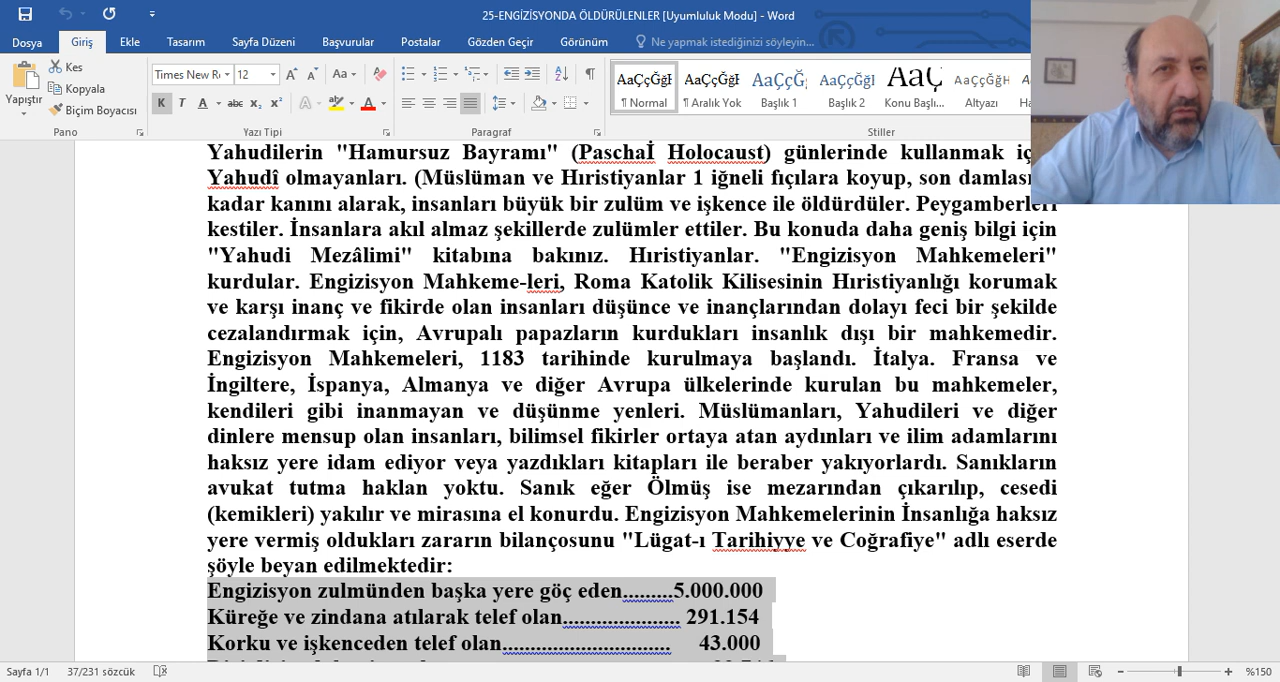 25-ENGİZİSYONDA ÖLDÜRÜLENLER [Uyumluluk Modu] - Word
Dosya Giriş Ekle Tasarım Sayfa Düzeni Başvurular Postalar Gözden Geçir Görünüm Ne yapmak istediğinizi söyleyin...
Yapıştır
Kes
Kopyala
Biçim Boyacısı
Pano
Times New Ro 12
Yazı Tipi
Paragraf
¶ Normal ¶ Aralık Yok Başlık 1 Başlık 2 Konu Başlı... Altyazı
Stiller
Yahudilerin "Hamursuz Bayramı" (Paschaİ Holocaust) günlerinde kullanmak iç
Yahudî olmayanları. (Müslüman ve Hıristiyanlar 1 iğneli fıçılara koyup, son damlası
kadar kanını alarak, insanları büyük bir zulüm ve işkence ile öldürdüler. Peygamberleri
kestiler. İnsanlara akıl almaz şekillerde zulümler ettiler. Bu konuda daha geniş bilgi için
"Yahudi Mezâlimi" kitabına bakınız. Hıristiyanlar. "Engizisyon Mahkemeleri"
kurdular. Engizisyon Mahkeme-leri, Roma Katolik Kilisesinin Hıristiyanlığı korumak
ve karşı inanç ve fikirde olan insanları düşünce ve inançlarından dolayı feci bir şekilde
cezalandırmak için, Avrupalı papazların kurdukları insanlık dışı bir mahkemedir.
Engizisyon Mahkemeleri, 1183 tarihinde kurulmaya başlandı. İtalya. Fransa ve
İngiltere, İspanya, Almanya ve diğer Avrupa ülkelerinde kurulan bu mahkemeler,
kendileri gibi inanmayan ve düşünme yenleri. Müslümanları, Yahudileri ve diğer
dinlere mensup olan insanları, bilimsel fikirler ortaya atan aydınları ve ilim adamlarını
haksız yere idam ediyor veya yazdıkları kitapları ile beraber yakıyorlardı. Sanıkların
avukat tutma haklan yoktu. Sanık eğer Ölmüş ise mezarından çıkarılıp, cesedi
(kemikleri) yakılır ve mirasına el konurdu. Engizisyon Mahkemelerinin İnsanlığa haksız
yere vermiş oldukları zararın bilançosunu "Lügat-ı Tarihiyye ve Coğrafiye" adlı eserde
şöyle beyan edilmektedir:
Engizisyon zulmünden başka yere göç eden.........5.000.000
Küreğe ve zindana atılarak telef olan..................... 291.154
Korku ve işkenceden telef olan.............................. 43.000
Sayfa 1/1 37/231 sözcük %150